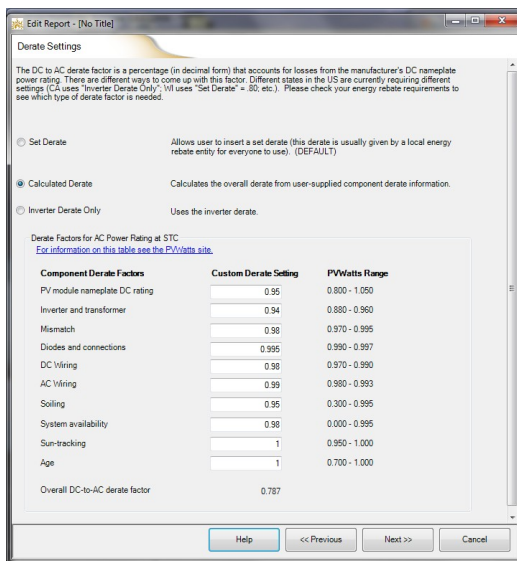 Edit Report - [No Title]
Derate Settings
The DC to AC derate factor is a percentage (in decimal form) that accounts for losses from the manufacturer's DC nameplate
power rating. There are different ways to come up with this factor. Different states in the US are currently requiring different
settings (CA uses "Inverter Derate Only"; WI uses "Set Derate" = .80; etc.). Please check your energy rebate requirements to
see which type of derate factor is needed.
Set Derate Allows user to insert a set derate (this derate is usually given by a local energy
rebate entity for everyone to use). (DEFAULT)
Calculated Derate Calculates the overall derate from user-supplied component derate information.
Inverter Derate Only Uses the inverter derate.
Derate Factors for AC Power Rating at STC
For information on this table see the PVWatts site.
Component Derate Factors Custom Derate Setting PVWatts Range
PV module nameplate DC rating 0.95 0.800 - 1.050
Inverter and transformer 0.94 0.880 - 0.960
Mismatch 0.98 0.970 - 0.995
Diodes and connections 0.995 0.990 - 0.997
DC Wiring 0.98 0.970 - 0.990
AC Wiring 0.99 0.980 - 0.993
Soiling 0.95 0.300 - 0.995
System availability 0.98 0.000 - 0.995
Sun-tracking 1 0.950 - 1.000
Age 1 0.700 - 1.000
Overall DC-to-AC derate factor 0.787
Help << Previous Next >> Cancel